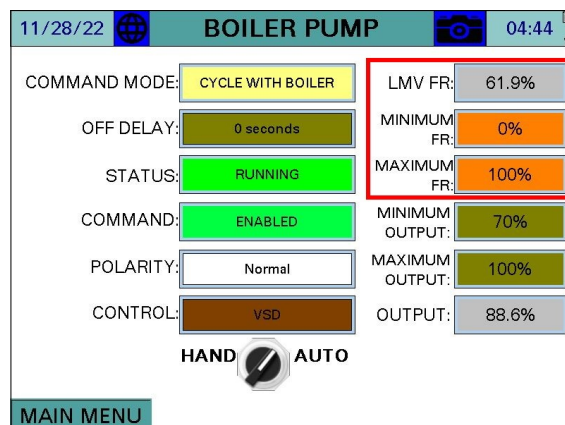 11/28/22
BOILER PUMP
04:44
COMMAND MODE:
CYCLE WITH BOILER
LMV FR:
61.9%
OFF DELAY:
0 seconds
MINIMUM
FR:
0%
STATUS:
RUNNING
MAXIMUM
FR:
100%
COMMAND:
ENABLED
MINIMUM
OUTPUT:
70%
POLARITY:
Normal
MAXIMUM
OUTPUT:
100%
CONTROL:
VSD
OUTPUT:
88.6%
HAND
AUTO
MAIN MENU